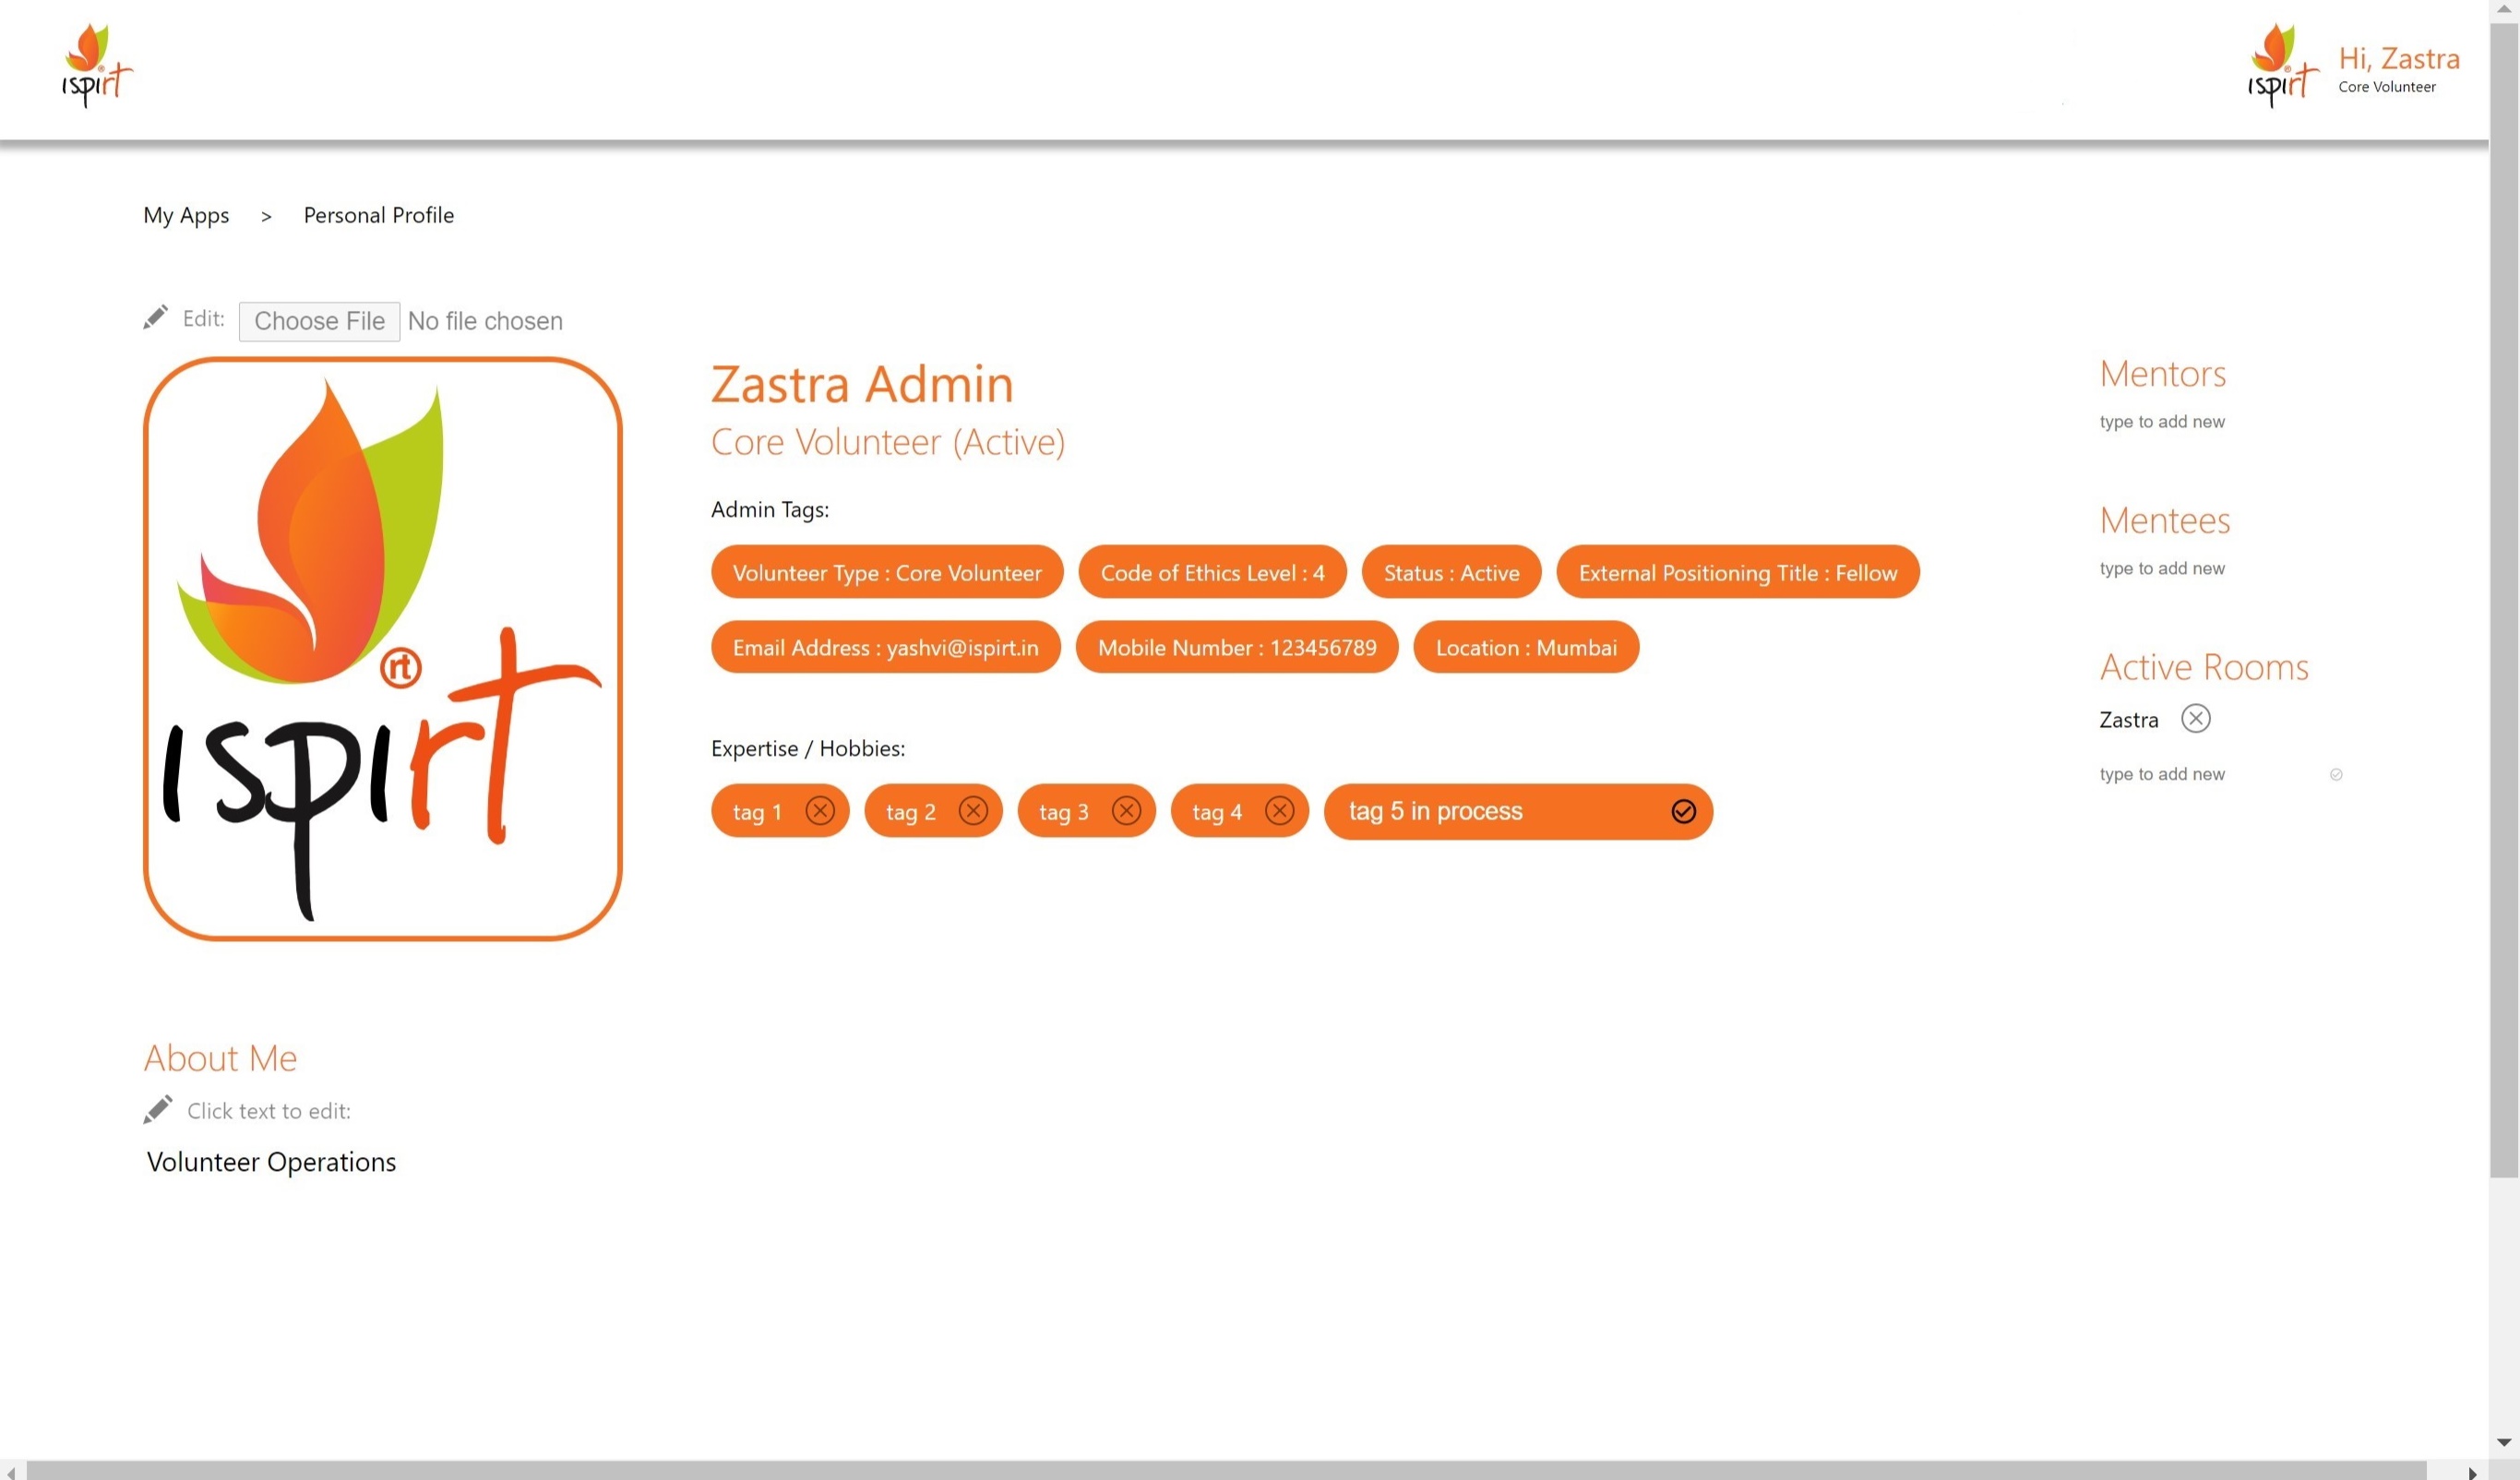 ispirt
ispirt
Hi, Zastra
Core Volunteer
My Apps > Personal Profile
Edit: Choose File No file chosen
rt
ispirt
Zastra Admin
Core Volunteer (Active)
Admin Tags:
Volunteer Type : Core Volunteer Code of Ethics Level : 4 Status : Active External Positioning Title : Fellow
Email Address : yashvi@ispirt.in Mobile Number : 123456789 Location : Mumbai
Expertise / Hobbies:
tag 1 tag 2 tag 3 tag 4 tag 5 in process
Mentors
type to add new
Mentees
type to add new
Active Rooms
Zastra
type to add new
About Me
Click text to edit:
Volunteer Operations